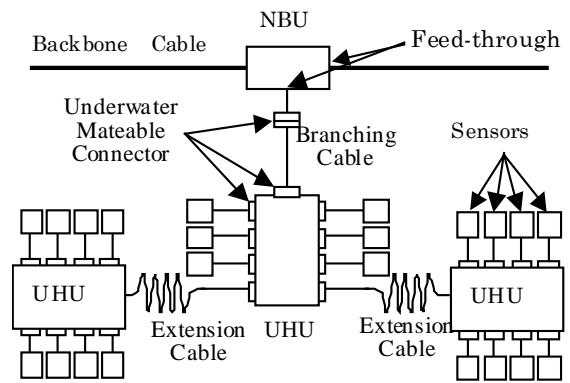 NBU
Backbone Cable
Feed-through
Underwater
Mateable
Connector
Branching
Cable
Sensors
UHU
UHU
Extension
Cable
UHU
Extension
Cable